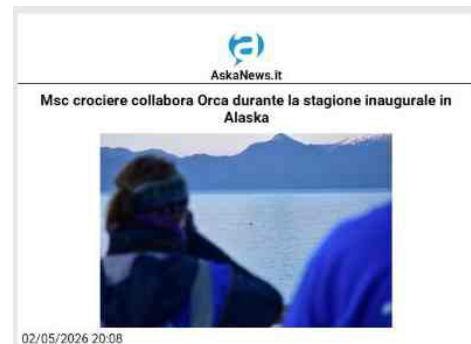 AskaNews.it
Msc crociere collabora Orca durante la stagione inaugurale in
Alaska
02/05/2026 20:08